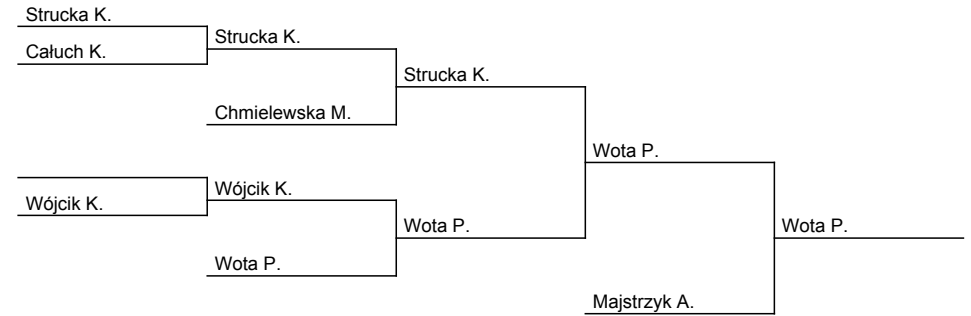 Strucka K.
Całuch K.
Strucka K.
Strucka K.
Chmielewska M.
Wota P.
Wójcik K.
Wójcik K.
Wota P.
Wota P.
Wota P.
Majstrzyk A.